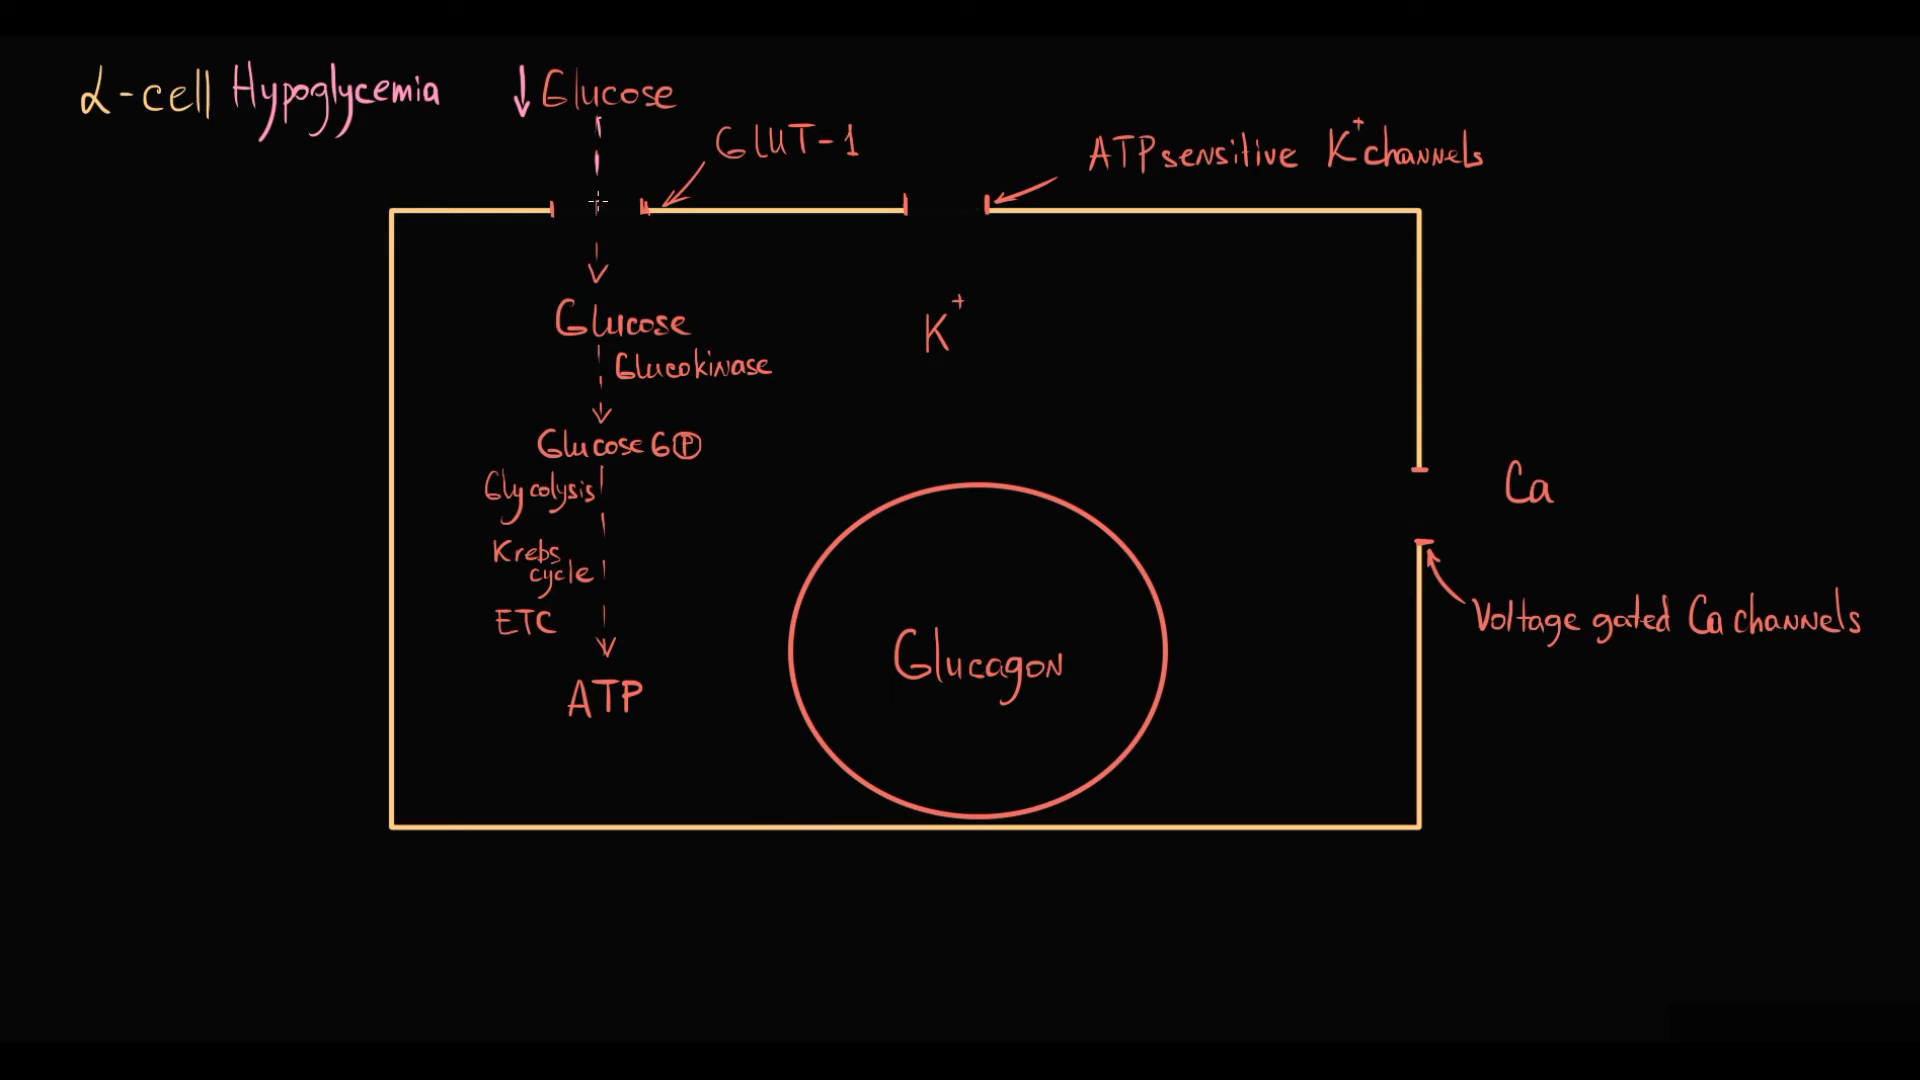 α-cell Hypoglycemia ↓ Glucose
GLUT-1
ATP sensitive K⁺ channels
Glucose
Glucokinase
K⁺
Glucose 6Ⓟ
Glycolysis
Krebs
cycle
ETC
ATP
Glucagon
Ca
Voltage gated Ca channels